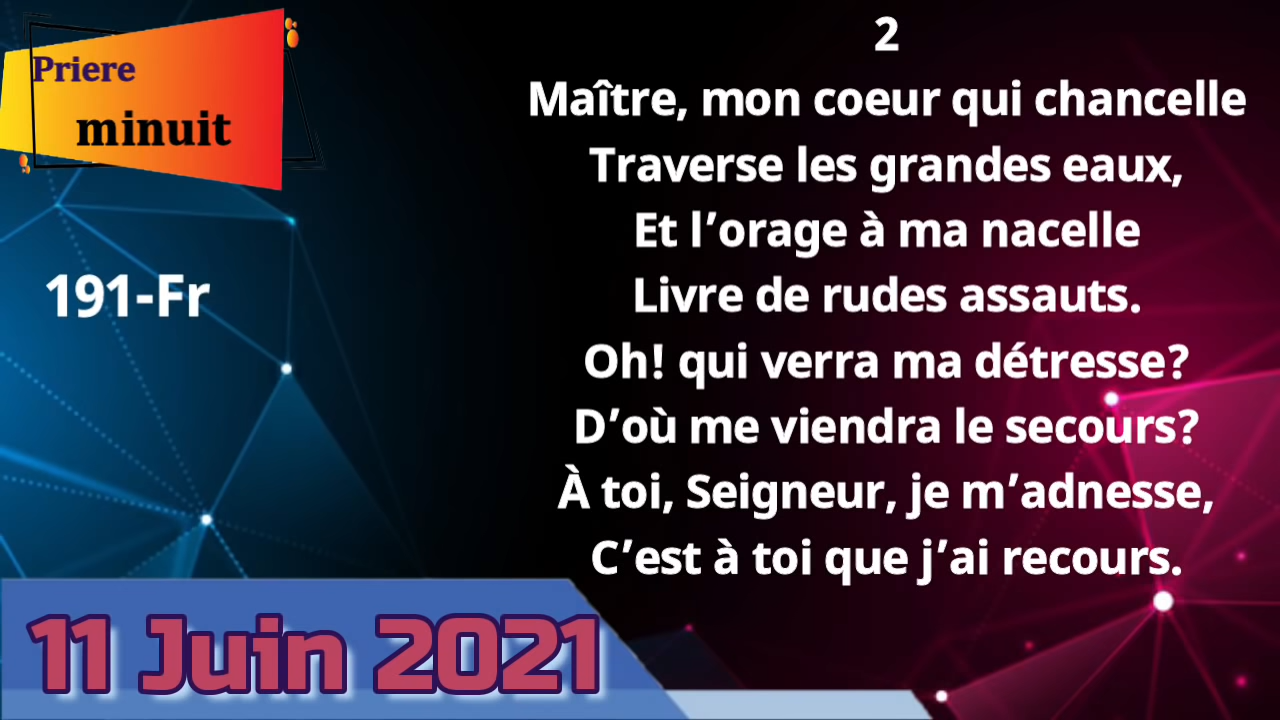 Priere
minuit
191-Fr
2
Maître, mon coeur qui chancelle
Traverse les grandes eaux,
Et l’orage à ma nacelle
Livre de rudes assauts.
Oh! qui verra ma détresse?
D’où me viendra le secours?
À toi, Seigneur, je m’adnesse,
C’est à toi que j’ai recours.
11 Juin 2021